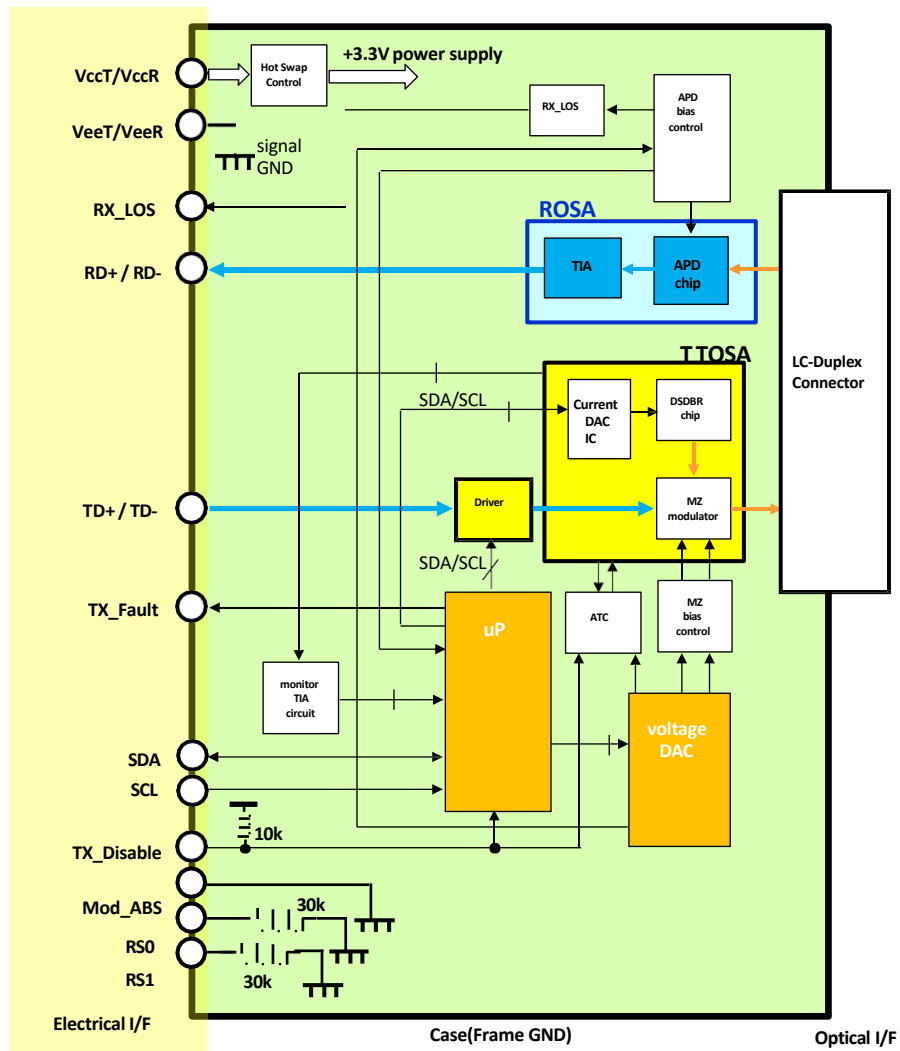 VccT/VccR
Hot Swap
Control
+3.3V power supply
RX_LOS
APD
bias
control
VeeT/VeeR
signal
GND
RX_LOS
ROSA
RD+ / RD-
TIA
APD
chip
LC-Duplex
Connector
T TOSA
SDA/SCL
Current
DAC
IC
DSDBR
chip
TD+ / TD-
Driver
MZ
modulator
SDA/SCL
TX_Fault
uP
ATC
MZ
bias
control
monitor
TIA
circuit
voltage
DAC
SDA
SCL
10k
TX_Disable
Mod_ABS
30k
RS0
RS1
30k
Electrical I/F
Case(Frame GND)
Optical I/F